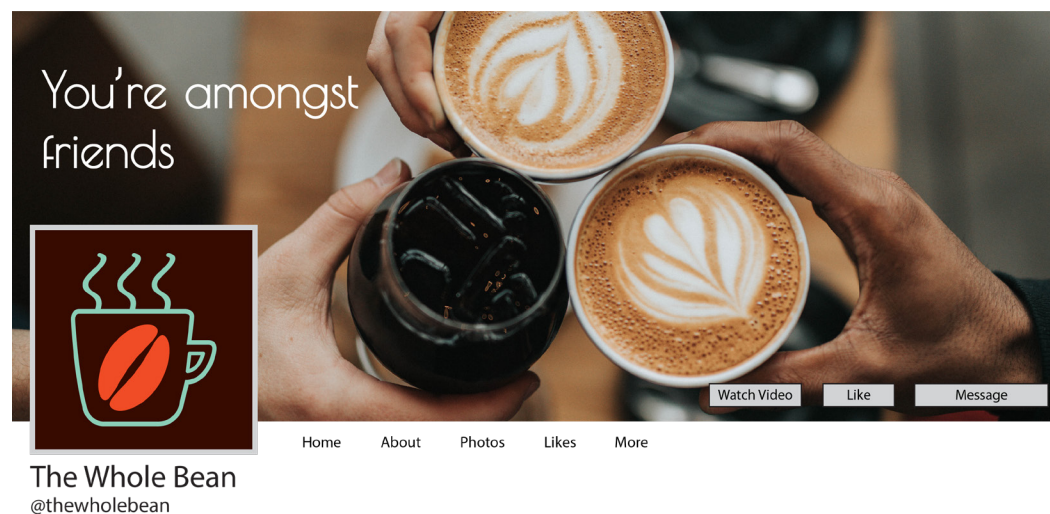 You're amongst
friends
Watch Video Like Message
Home About Photos Likes More
The Whole Bean
@thewholebean